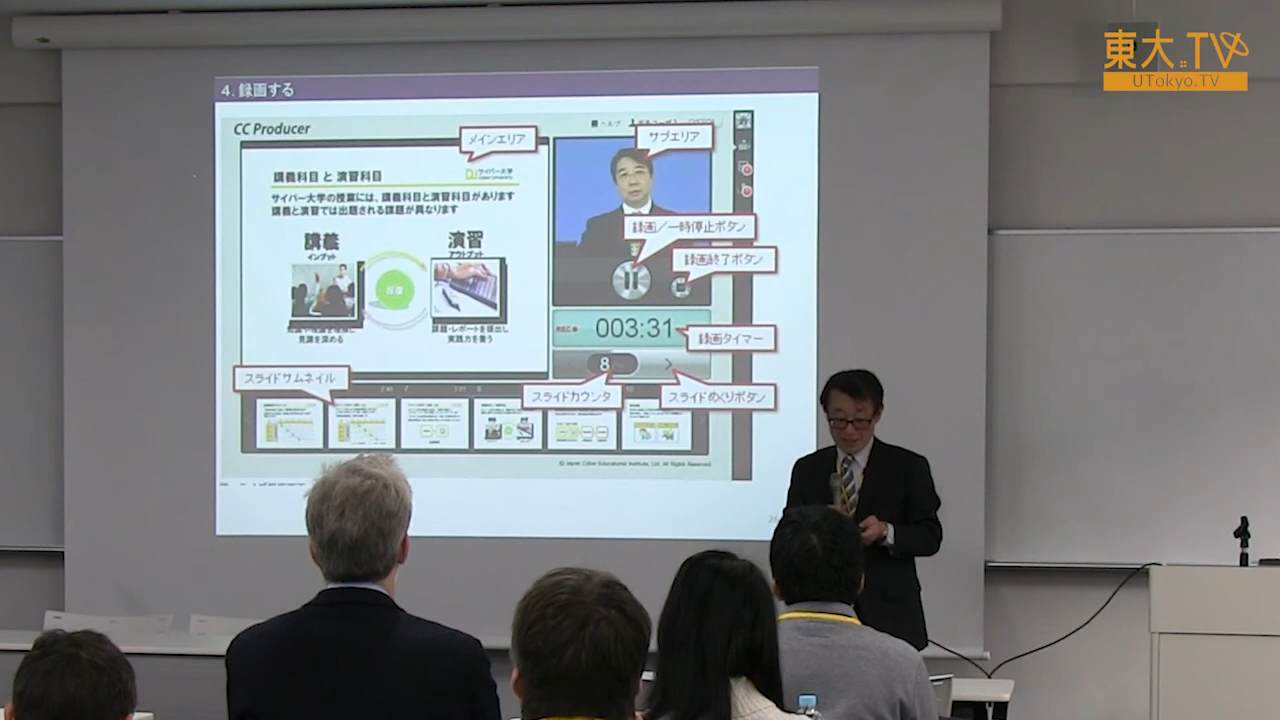 東大.TV
UTokyo.TV
4. 録画する
CC Producer
ヘルプ
メインエリア
サブエリア
講義科目 と 演習科目
サイバー大学
Cyber University
サイバー大学の授業には、講義科目と演習科目があります
講義と演習では出題される課題が異なります
講義
インプット
演習
アウトプット
見識を深める
課題・レポートを提出し
実践力を養う
録画／一時停止ボタン
録画終了ボタン
REC
003:31
録画タイマー
8
スライドサムネイル
スライドカウンタ
スライドめくりボタン
© Japan Cyber Educational Institute, Ltd. All Rights Reserved.